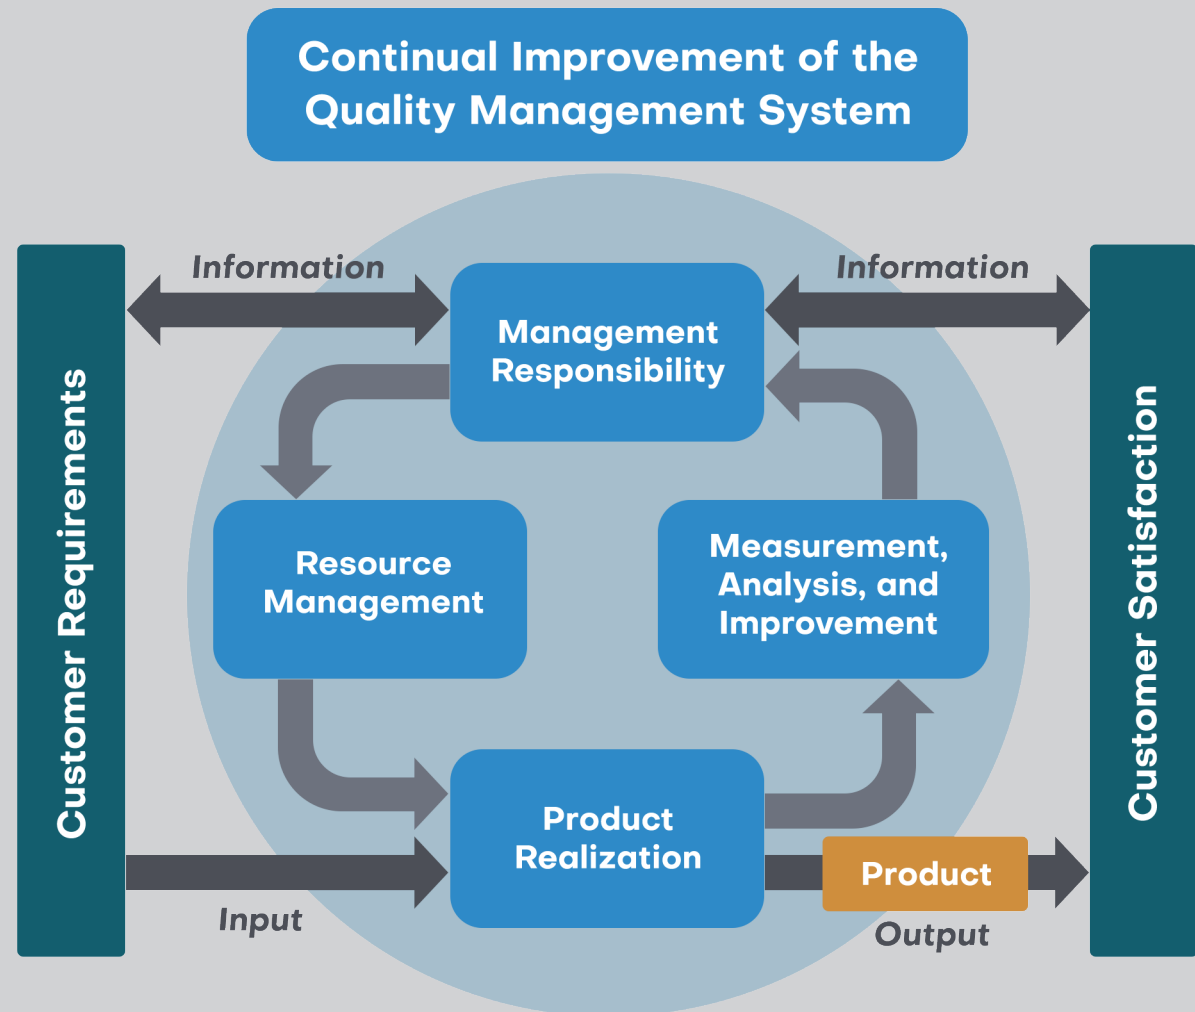 Continual Improvement of the
Quality Management System
Information
Information
Management
Responsibility
Customer Requirements
Resource
Management
Measurement,
Analysis, and
Improvement
Customer Satisfaction
Product
Realization
Product
Input
Output